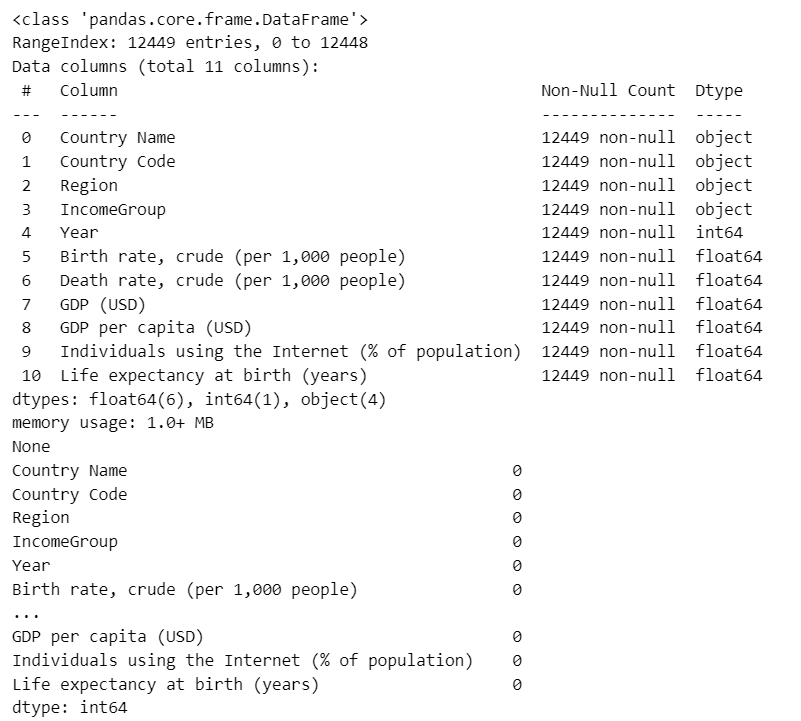 <class 'pandas.core.frame.DataFrame'>
RangeIndex: 12449 entries, 0 to 12448
Data columns (total 11 columns):
 #   Column                                            Non-Null Count  Dtype
---  ------                                            --------------  -----
 0   Country Name                                      12449 non-null  object
 1   Country Code                                      12449 non-null  object
 2   Region                                            12449 non-null  object
 3   IncomeGroup                                       12449 non-null  object
 4   Year                                              12449 non-null  int64
 5   Birth rate, crude (per 1,000 people)              12449 non-null  float64
 6   Death rate, crude (per 1,000 people)              12449 non-null  float64
 7   GDP (USD)                                         12449 non-null  float64
 8   GDP per capita (USD)                              12449 non-null  float64
 9   Individuals using the Internet (% of population)  12449 non-null  float64
 10  Life expectancy at birth (years)                  12449 non-null  float64
dtypes: float64(6), int64(1), object(4)
memory usage: 1.0+ MB
None
Country Name                                        0
Country Code                                        0
Region                                              0
IncomeGroup                                         0
Year                                                0
Birth rate, crude (per 1,000 people)                0
...
GDP per capita (USD)                                0
Individuals using the Internet (% of population)    0
Life expectancy at birth (years)                    0
dtype: int64